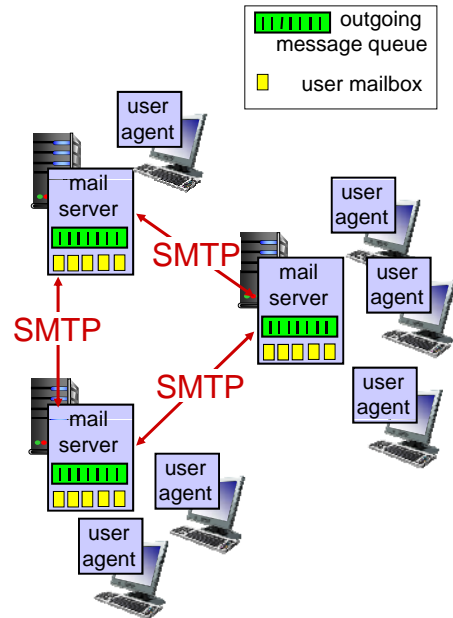 outgoing
message queue
user mailbox
user
agent
mail
server
user
agent
SMTP
mail
server
user
agent
SMTP
SMTP
user
agent
mail
server
user
agent
user
agent